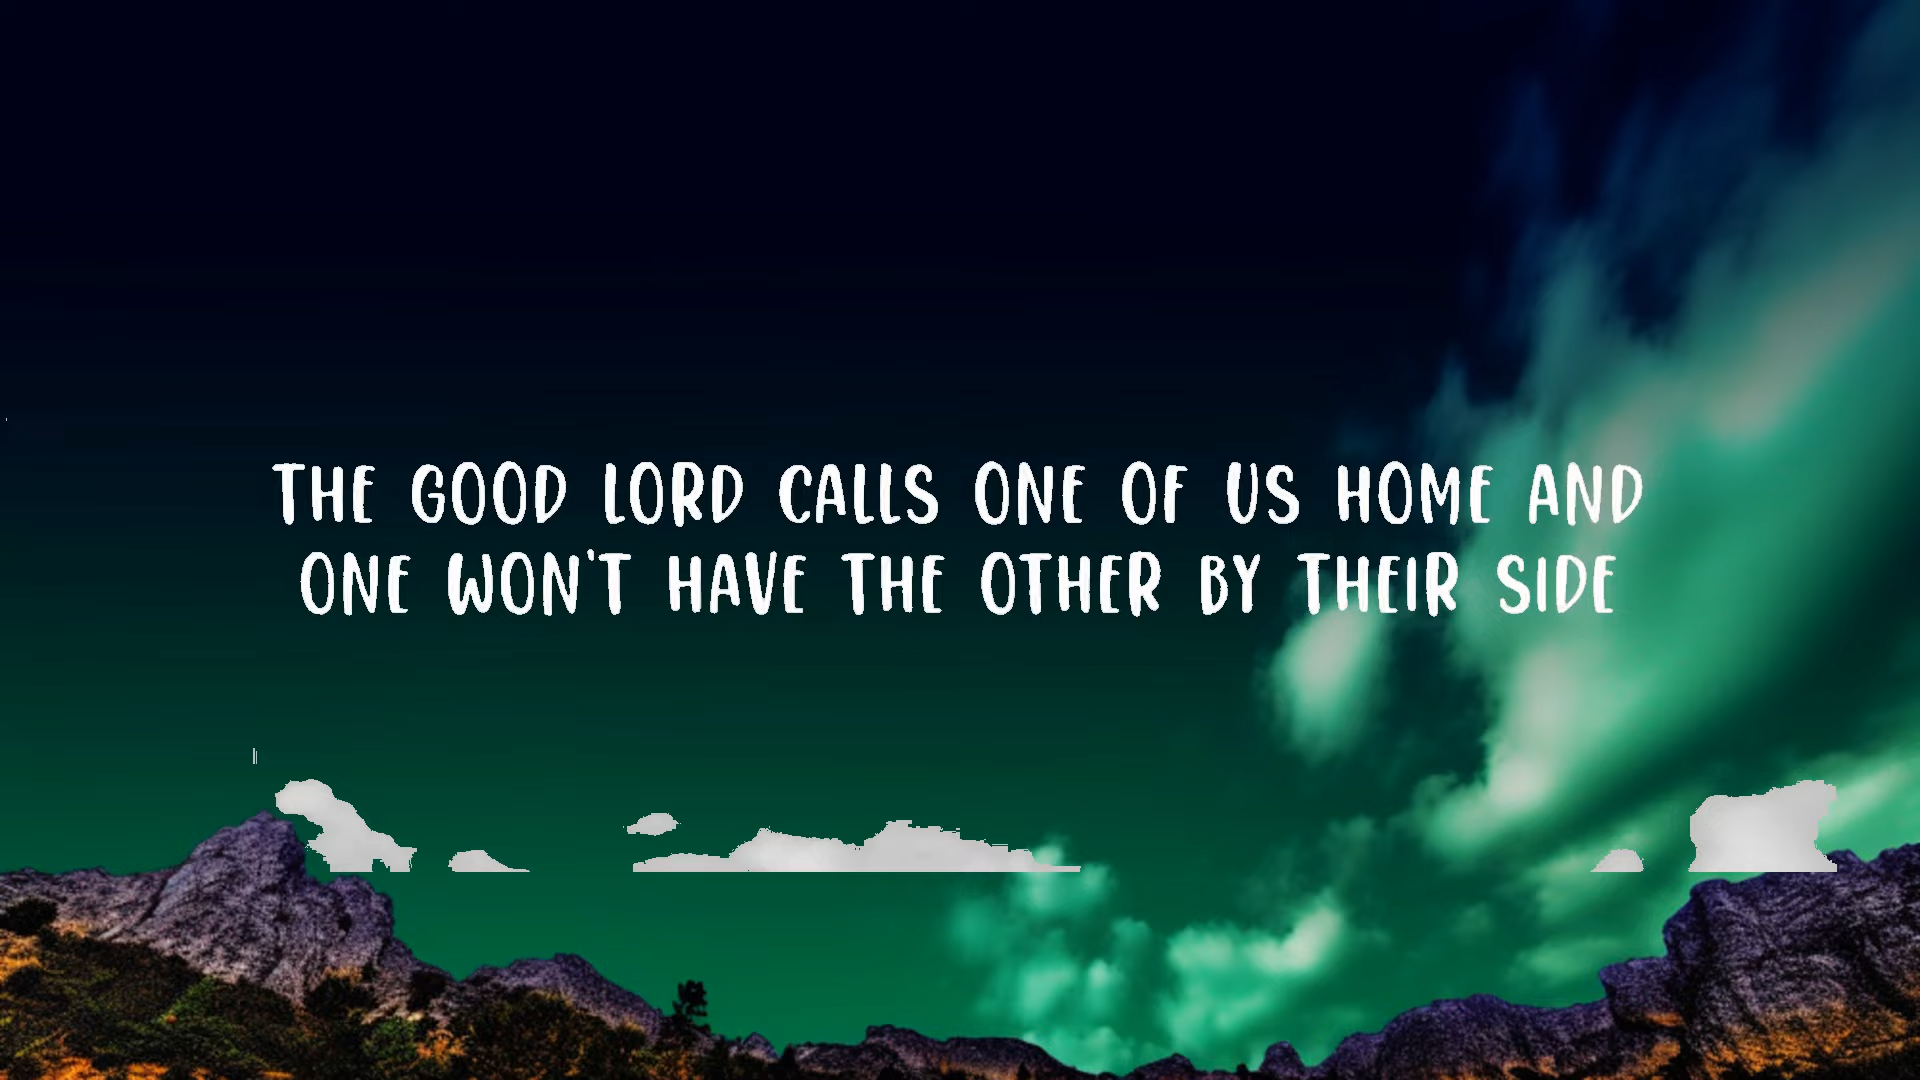 THE GOOD LORD CALLS ONE OF US HOME AND
ONE WON'T HAVE THE OTHER BY THEIR SIDE